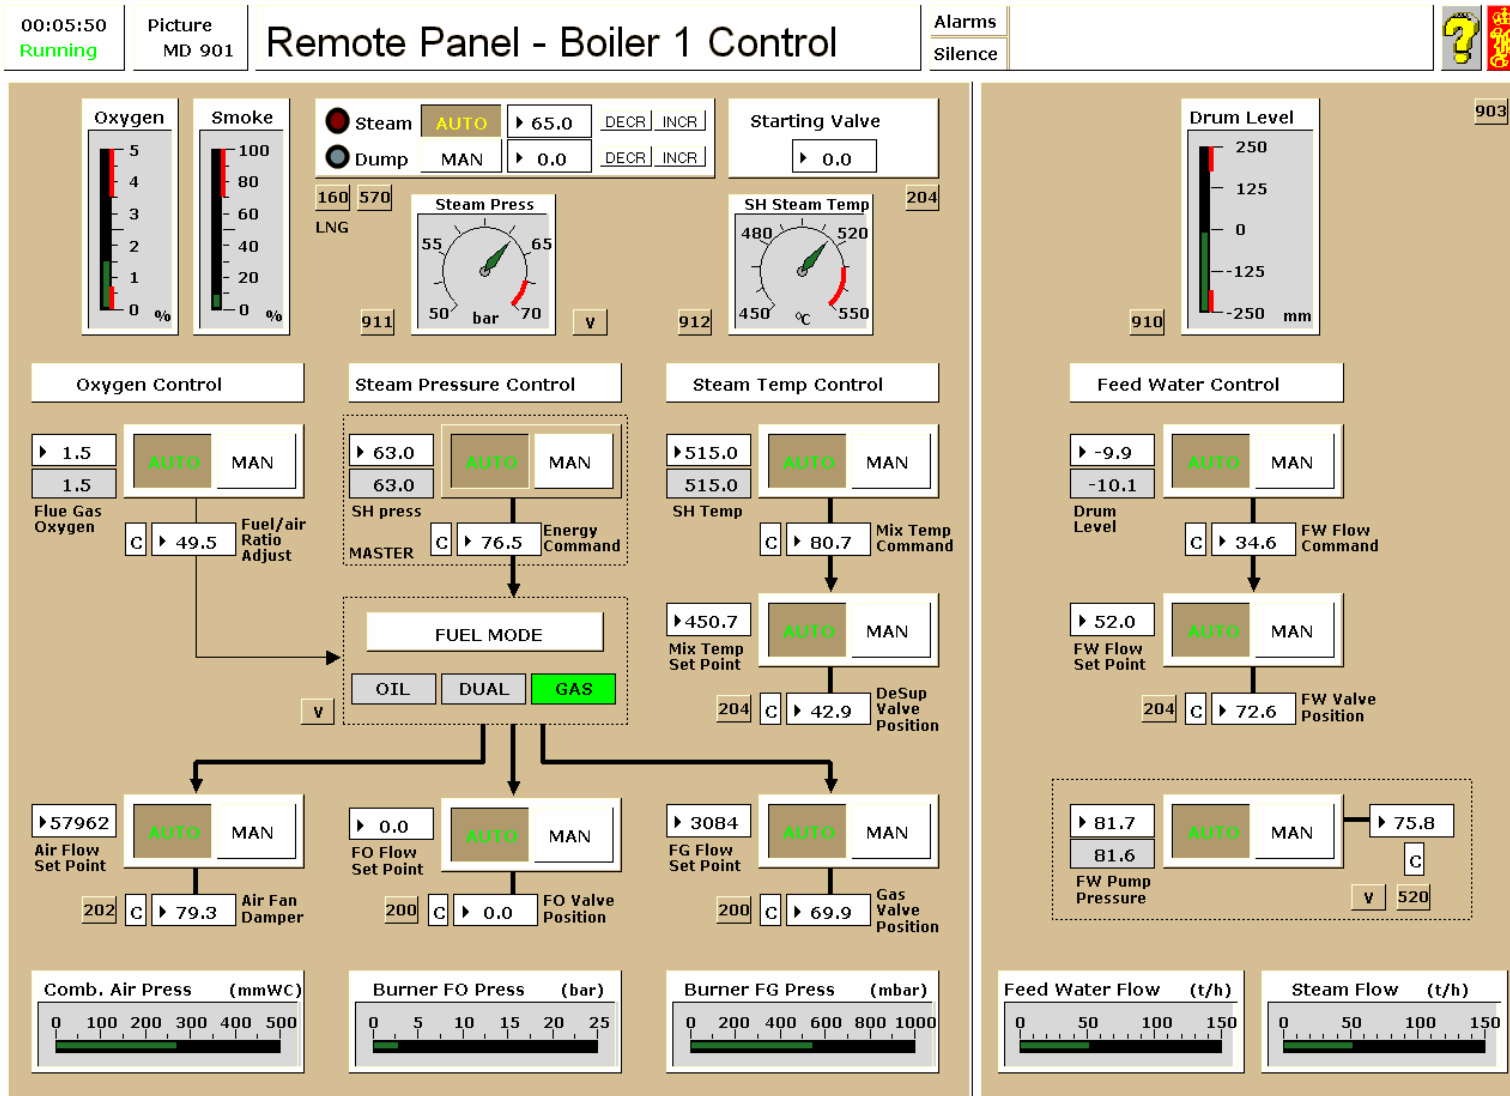 00:05:50
Running
Picture
MD 901
Remote Panel - Boiler 1 Control
Alarms
Silence
?
Oxygen
5
4
3
2
1
0 %
Smoke
100
80
60
40
20
0 %
Steam AUTO 65.0 DECR INCR
Dump MAN 0.0 DECR INCR
Starting Valve
0.0
160 570
LNG
204
Steam Press
55 65
50 bar 70
911
V
SH Steam Temp
480 520
450 °C 550
912
Drum Level
250
125
0
-125
-250 mm
903
910
Oxygen Control
1.5
1.5
AUTO MAN
Flue Gas
Oxygen
C 49.5
Fuel/air
Ratio
Adjust
Steam Pressure Control
63.0
63.0
AUTO MAN
SH press
MASTER
C 76.5
Energy
Command
FUEL MODE
OIL DUAL GAS
V
Steam Temp Control
515.0
515.0
AUTO MAN
SH Temp
C 80.7
Mix Temp
Command
450.7
AUTO MAN
Mix Temp
Set Point
204 C 42.9
DeSup
Valve
Position
Feed Water Control
-9.9
-10.1
AUTO MAN
Drum
Level
C 34.6
FW Flow
Command
52.0
AUTO MAN
FW Flow
Set Point
204 C 72.6
FW Valve
Position
57962
AUTO MAN
Air Flow
Set Point
202 C 79.3
Air Fan
Damper
0.0
AUTO MAN
FO Flow
Set Point
200 C 0.0
FO Valve
Position
3084
AUTO MAN
FG Flow
Set Point
200 C 69.9
Gas
Valve
Position
81.7
81.6
AUTO MAN
75.8
C
FW Pump
Pressure
V 520
Comb. Air Press (mmWC)
0 100 200 300 400 500
Burner FO Press (bar)
0 5 10 15 20 25
Burner FG Press (mbar)
0 200 400 600 800 1000
Feed Water Flow (t/h)
0 50 100 150
Steam Flow (t/h)
0 50 100 150